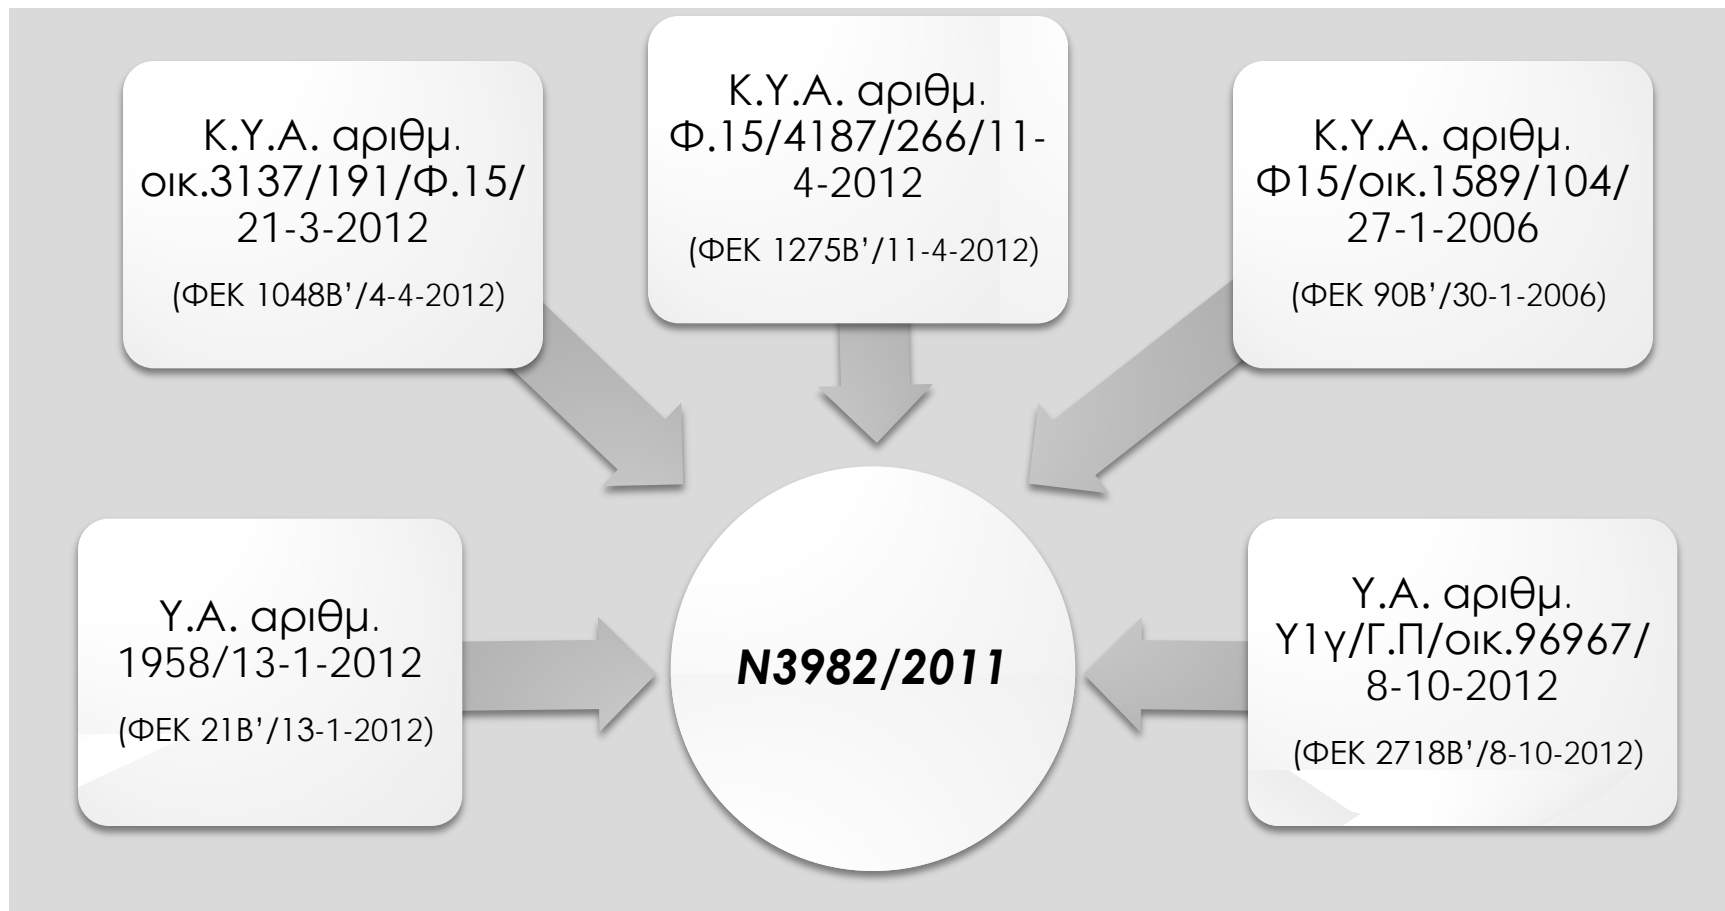 Κ.Υ.Α. αριθμ.
οικ.3137/191/Φ.15/
21-3-2012
(ΦΕΚ 1048Β’/4-4-2012)
Κ.Υ.Α. αριθμ.
Φ.15/4187/266/11-
4-2012
(ΦΕΚ 1275Β’/11-4-2012)
Κ.Υ.Α. αριθμ.
Φ15/οικ.1589/104/
27-1-2006
(ΦΕΚ 90Β’/30-1-2006)
Υ.Α. αριθμ.
1958/13-1-2012
(ΦΕΚ 21Β’/13-1-2012)
Ν3982/2011
Υ.Α. αριθμ.
Υ1γ/Γ.Π/οικ.96967/
8-10-2012
(ΦΕΚ 2718Β’/8-10-2012)